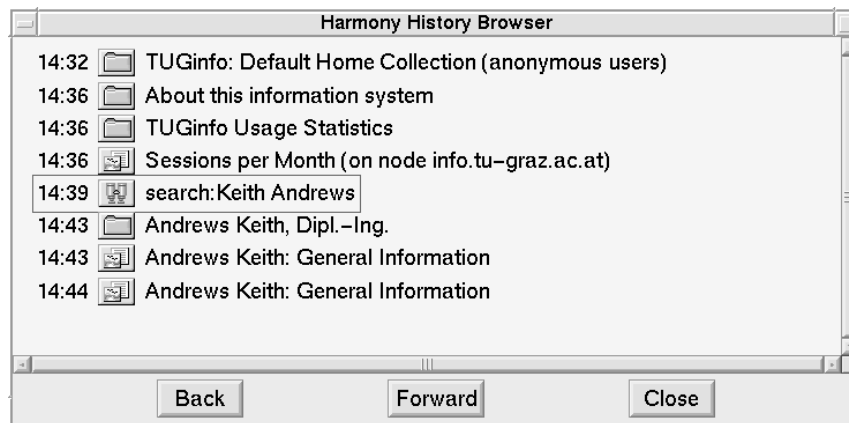 Harmony History Browser
14:32 TUGinfo: Default Home Collection (anonymous users)
14:36 About this information system
14:36 TUGinfo Usage Statistics
14:36 Sessions per Month (on node info.tu-graz.ac.at)
14:39 search:Keith Andrews
14:43 Andrews Keith, Dipl.-Ing.
14:43 Andrews Keith: General Information
14:44 Andrews Keith: General Information
Back Forward Close